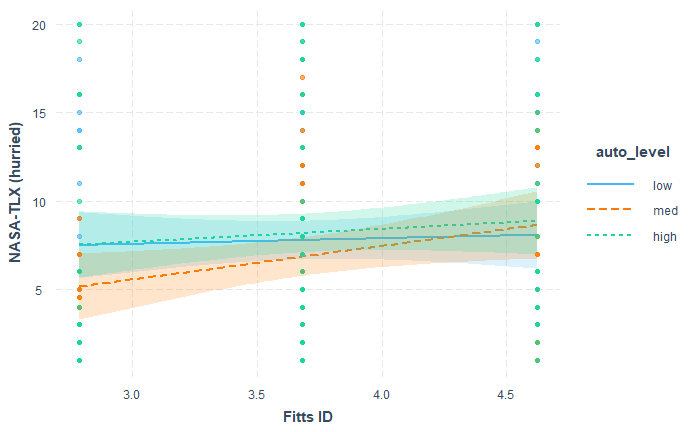 20
15
10
5
NASA-TLX (hurried)
3.0 3.5 4.0 4.5
Fitts ID
auto_level
low
med
high